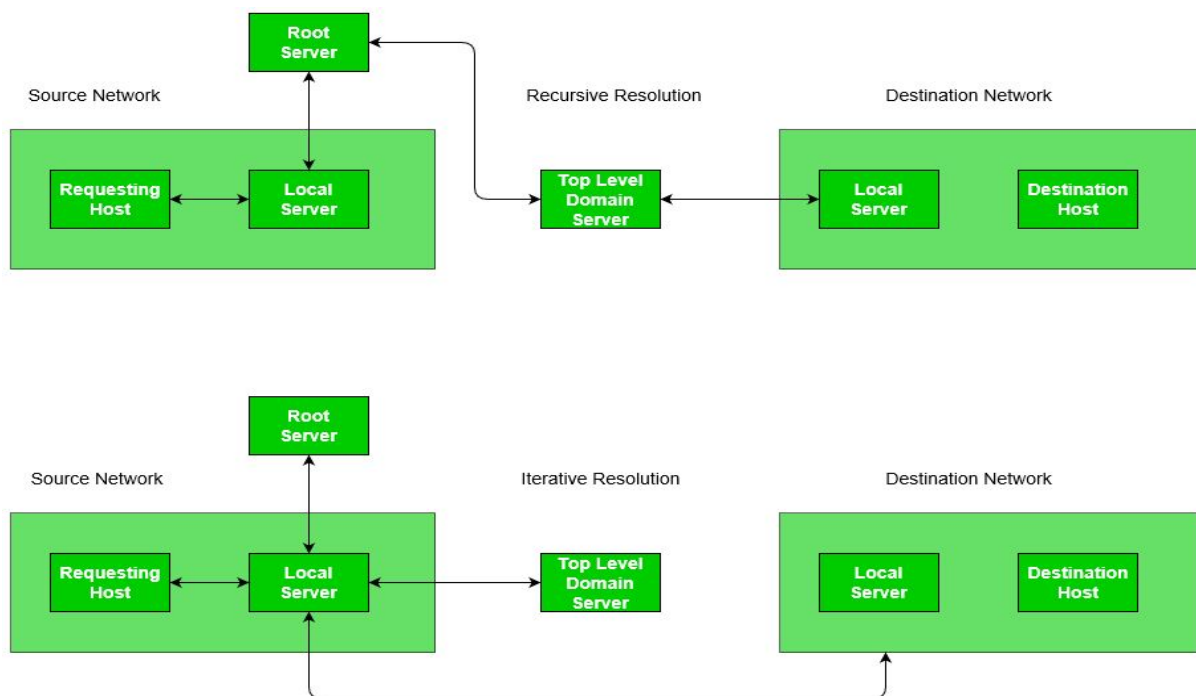 Root
Server
Source Network
Recursive Resolution
Destination Network
Requesting
Host
Local
Server
Top Level
Domain
Server
Local
Server
Destination
Host
Root
Server
Source Network
Iterative Resolution
Destination Network
Requesting
Host
Local
Server
Top Level
Domain
Server
Local
Server
Destination
Host